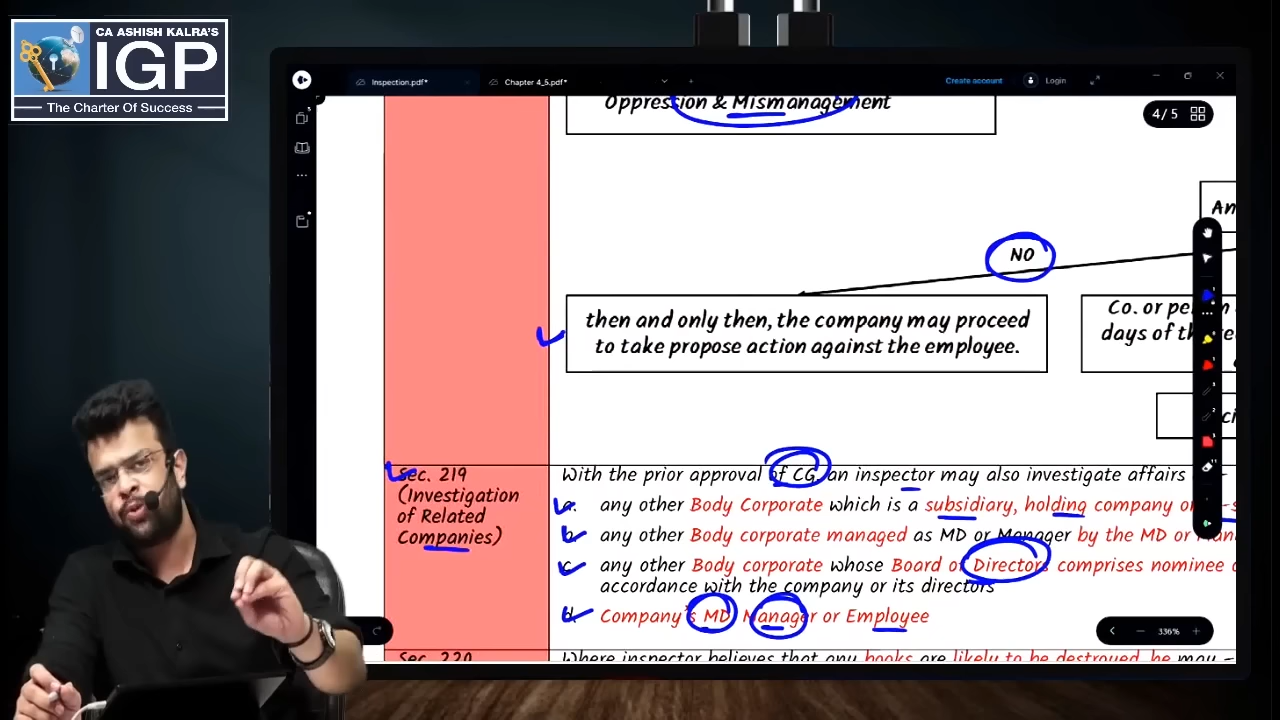 CA ASHISH KALRA'S
IGP
The Charter Of Success
Inspection.pdf*
Chapter 4_5.pdf*
Create account
Login
Oppression & Mismanagement
4/5
An
NO
then and only then, the company may proceed
to take propose action against the employee.
Co. or
days of
Sec. 219
(Investigation
of Related
Companies)
With the prior approval of CG, an inspector may also investigate affairs
a. any other Body Corporate which is a subsidiary, holding company or
b. any other Body corporate managed as MD or Manager by the MD or
c. any other Body corporate whose Board of Directors comprises nominee
accordance with the company or its directors
d. Company's MD Manager or Employee
336%
Sec. 220
Where inspector believes that any books are likely to be destroyed, he may -